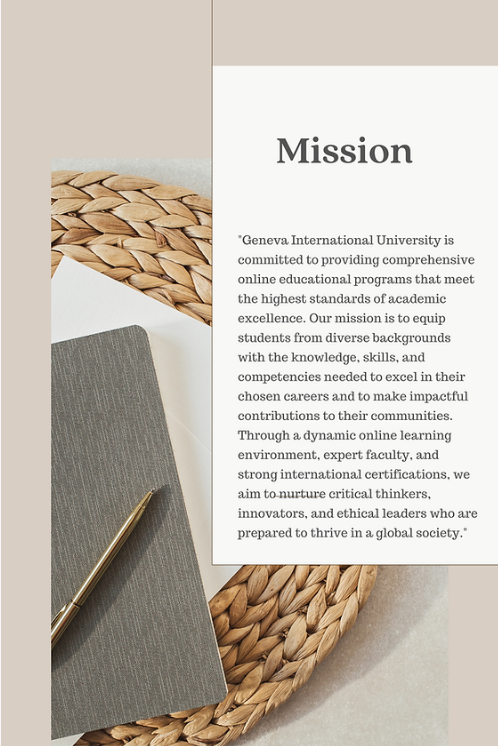 Mission
"Geneva International University is
committed to providing comprehensive
online educational programs that meet
the highest standards of academic
excellence. Our mission is to equip
students from diverse backgrounds
with the knowledge, skills, and
competencies needed to excel in their
chosen careers and to make impactful
contributions to their communities.
Through a dynamic online learning
environment, expert faculty, and
strong international certifications, we
aim to nurture critical thinkers,
innovators, and ethical leaders who are
prepared to thrive in a global society."